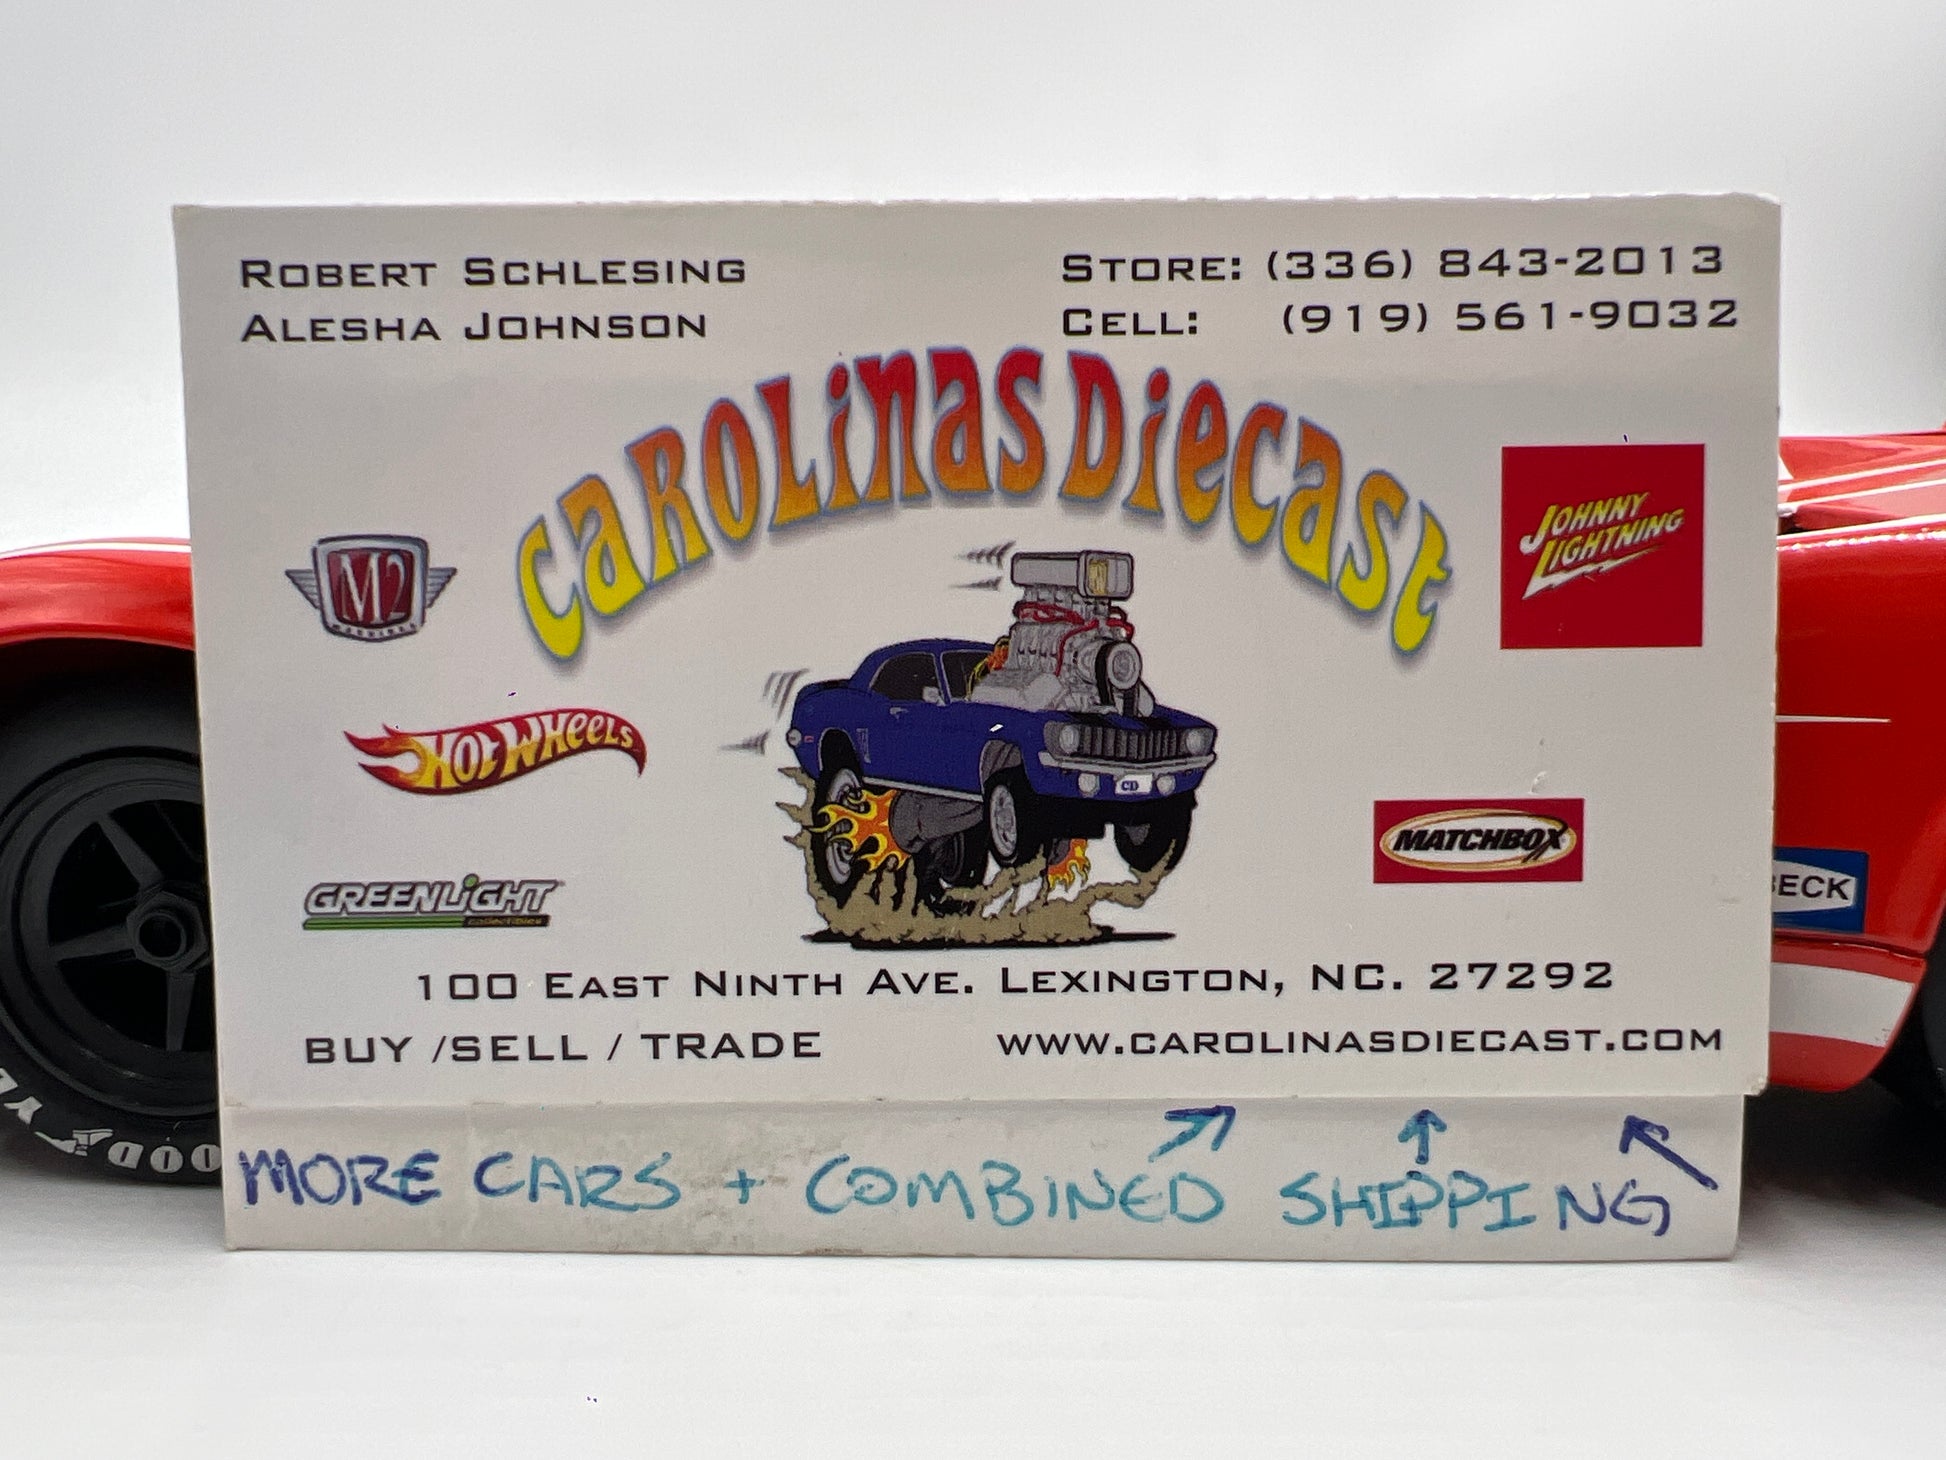 ROBERT SCHLESING
ALESHA JOHNSON
STORE: (336) 843-2013
CELL: (919) 561-9032
CAROLiNAS DiECAST
M2
MACHINES
JOHNNY
LIGHTNING
HOT WHEELS
MATCHBOX
GREENLiGHT
collectibles
CD
BECK
100 EAST NINTH AVE. LEXINGTON, NC. 27292
BUY /SELL / TRADE
WWW.CAROLINASDIECAST.COM
MORE CARS + COMBINED SHIPPING